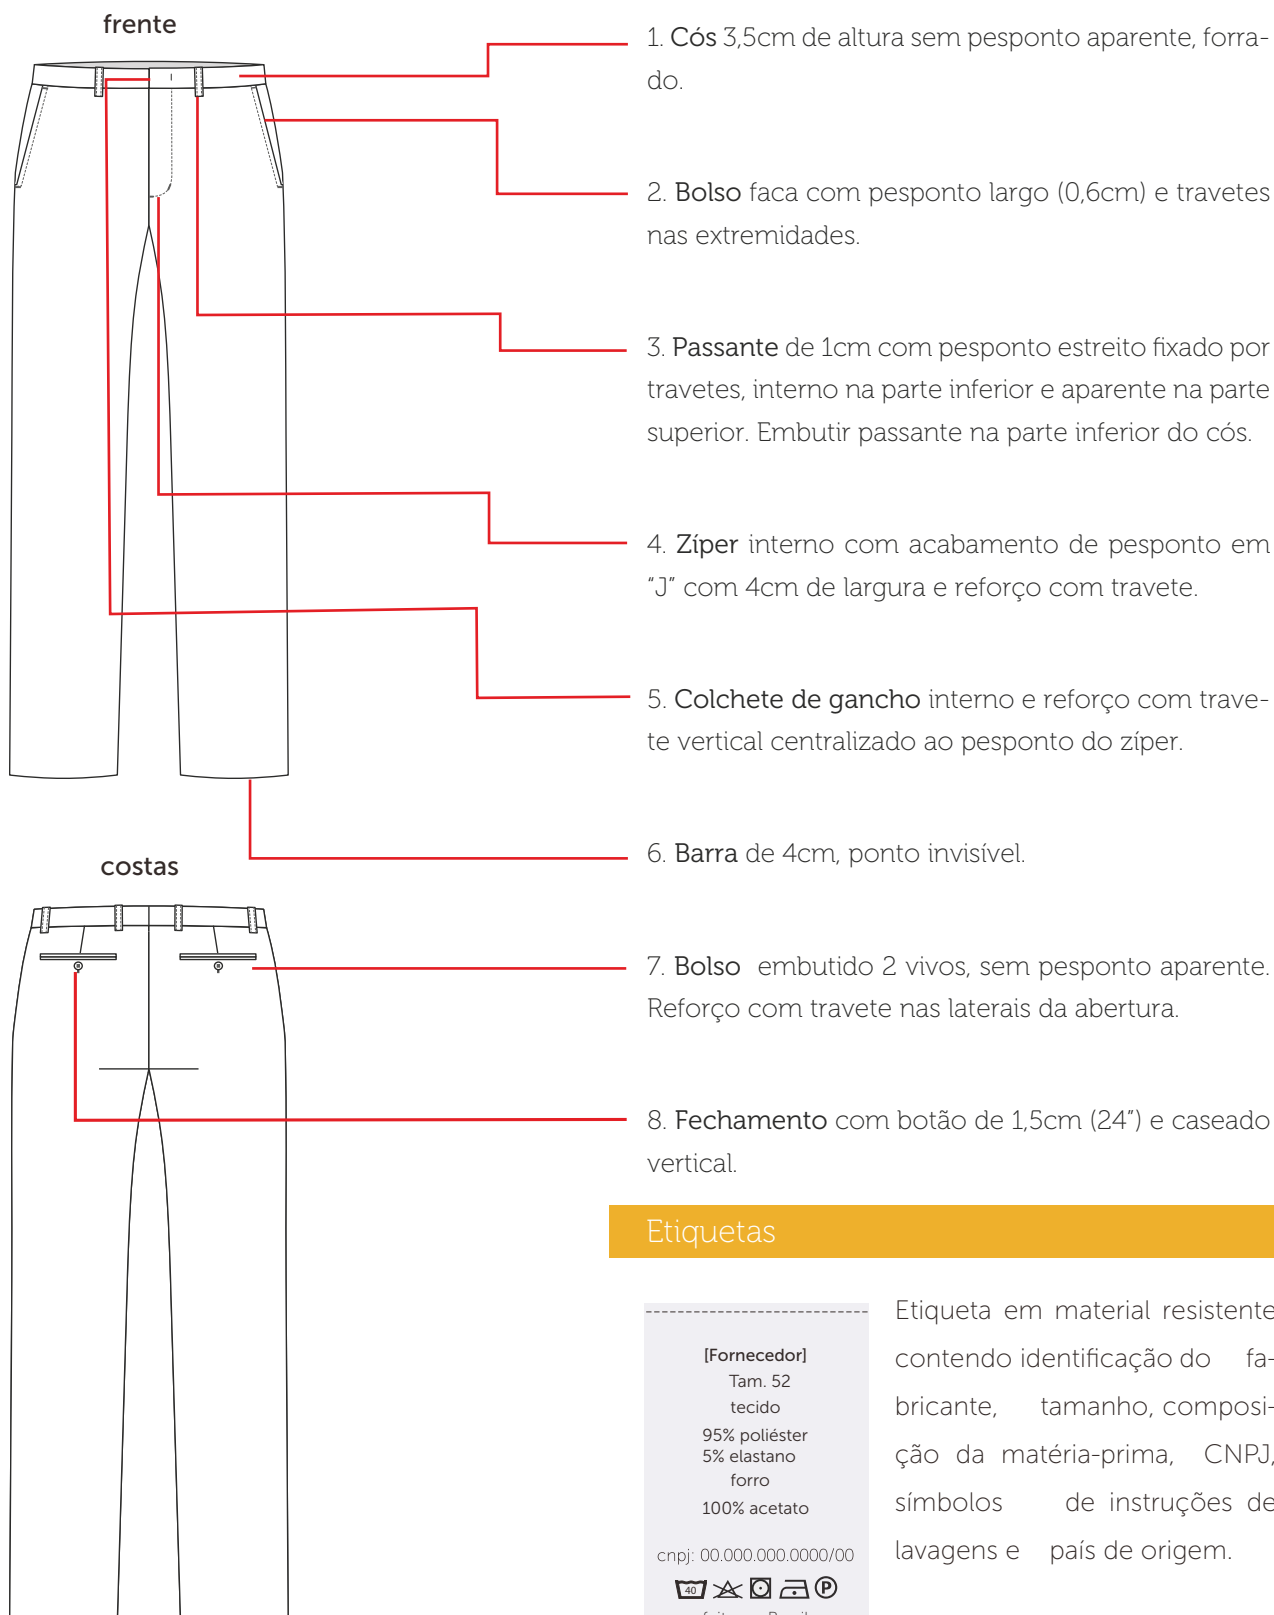 frente
1. Cós 3,5cm de altura sem pesponto aparente, forra-
do.
2. Bolso faca com pesponto largo (0,6cm) e travetes
nas extremidades.
3. Passante de 1cm com pesponto estreito fixado por
travetes, interno na parte inferior e aparente na parte
superior. Embutir passante na parte inferior do cós.
4. Zíper interno com acabamento de pesponto em
“J” com 4cm de largura e reforço com travete.
5. Colchete de gancho interno e reforço com trave-
te vertical centralizado ao pesponto do zíper.
6. Barra de 4cm, ponto invisível.
costas
7. Bolso embutido 2 vivos, sem pesponto aparente.
Reforço com travete nas laterais da abertura.
8. Fechamento com botão de 1,5cm (24”) e caseado
vertical.
Etiquetas
[Fornecedor]
Tam. 52
tecido
95% poliéster
5% elastano
forro
100% acetato
cnpj: 00.000.000.0000/00
40 P
Etiqueta em material resistente
contendo identificação do fa-
bricante, tamanho, composi-
ção da matéria-prima, CNPJ,
símbolos de instruções de
lavagens e país de origem.